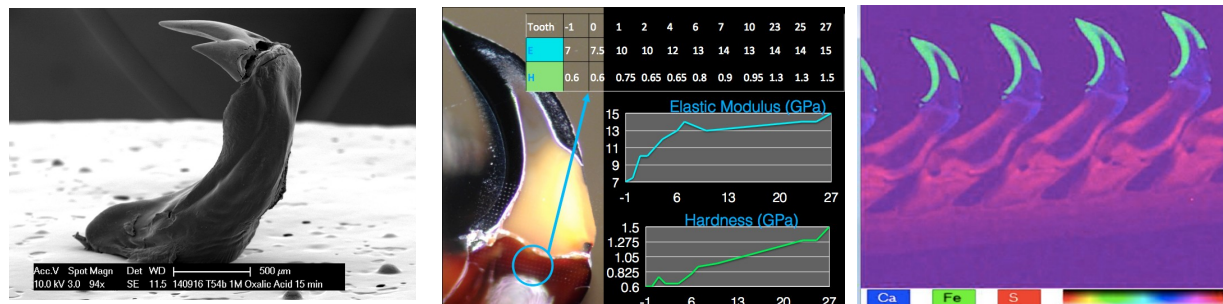 Acc.V Spot Magn Det WD 500 µm
10.0 kV 3.0 94x SE 11.5 140916 T54b 1M Oxalic Acid 15 min
Tooth -1 0 1 2 4 6 7 10 23 25 27
E 7 7.5 10 10 12 13 14 13 14 14 15
H 0.6 0.6 0.75 0.65 0.65 0.8 0.9 0.95 1.3 1.3 1.5
Elastic Modulus (GPa)
15
13
11
9
7
-1 6 13 20 27
Hardness (GPa)
1.5
1.275
1.05
0.825
0.6
-1 6 13 20 27
Ca Fe S